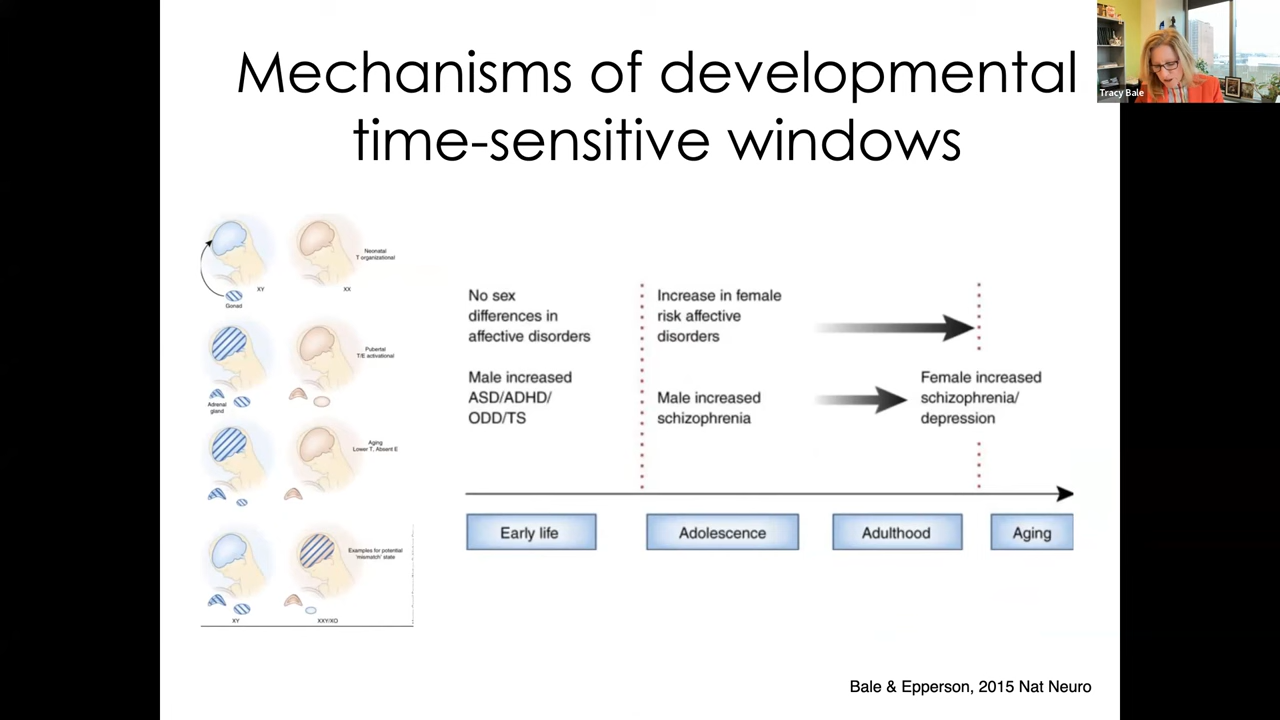 Mechanisms of developmental
time-sensitive windows
Tracy Bale
Neonatal
T organizational
XY
XX
Gonad
Pubertal
T/E activational
Adrenal
gland
Aging
Lower T, Absent E
Examples for potential
'mismatch' state
XY
XXY/XO
No sex
differences in
affective disorders
Increase in female
risk affective
disorders
Male increased
ASD/ADHD/
ODD/TS
Male increased
schizophrenia
Female increased
schizophrenia/
depression
Early life
Adolescence
Adulthood
Aging
Bale & Epperson, 2015 Nat Neuro